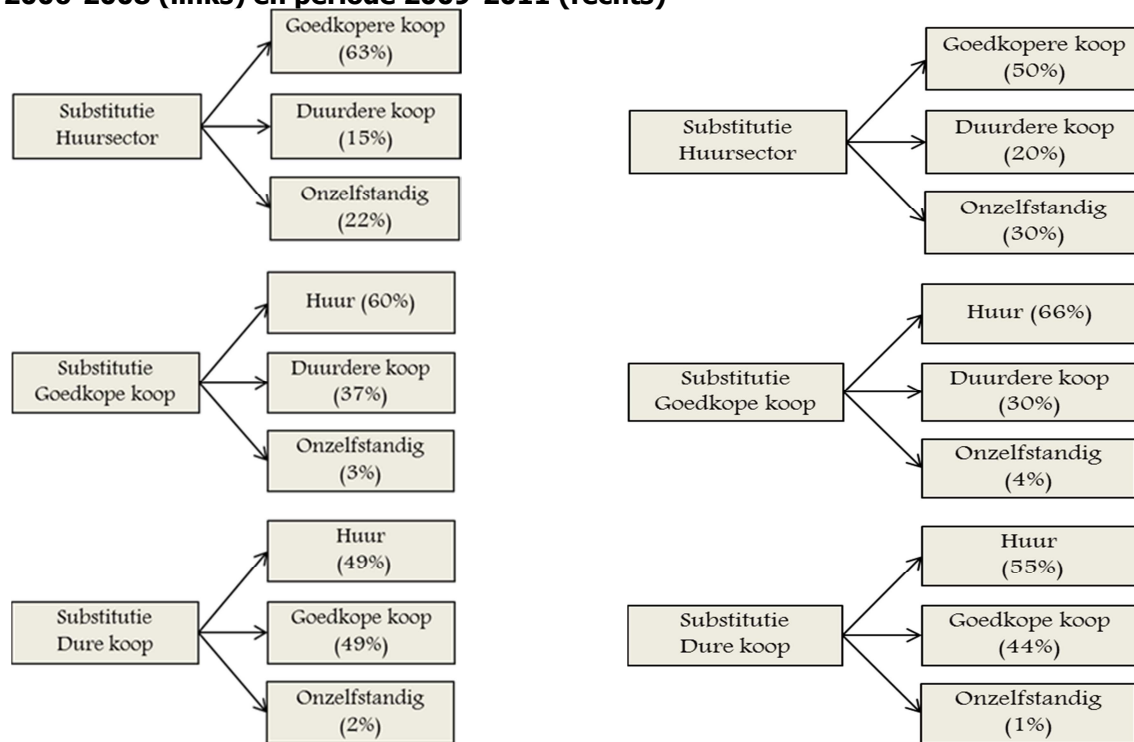 2006-2008 (links) en periode 2009-2011 (rechts)
Substitutie
Huursector
Goedkopere koop
(63%)
Duurdere koop
(15%)
Onzelfstandig
(22%)
Substitutie
Goedkope koop
Huur (60%)
Duurdere koop
(37%)
Onzelfstandig
(3%)
Substitutie
Dure koop
Huur
(49%)
Goedkope koop
(49%)
Onzelfstandig
(2%)
Substitutie
Huursector
Goedkopere koop
(50%)
Duurdere koop
(20%)
Onzelfstandig
(30%)
Substitutie
Goedkope koop
Huur (66%)
Duurdere koop
(30%)
Onzelfstandig
(4%)
Substitutie
Dure koop
Huur
(55%)
Goedkope koop
(44%)
Onzelfstandig
(1%)